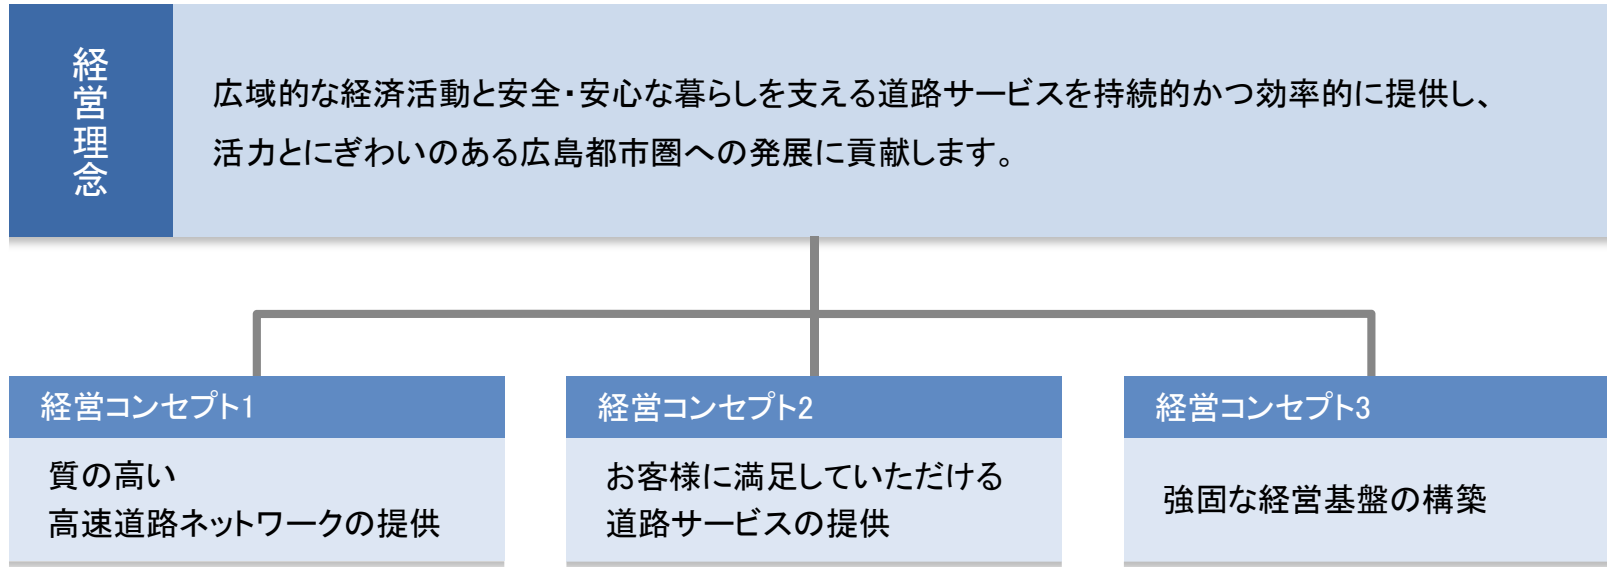 経営理念
広域的な経済活動と安全・安心な暮らしを支える道路サービスを持続的かつ効率的に提供し、
活力とにぎわいのある広島都市圏への発展に貢献します。
経営コンセプト1
質の高い
高速道路ネットワークの提供
経営コンセプト2
お客様に満足していただける
道路サービスの提供
経営コンセプト3
強固な経営基盤の構築